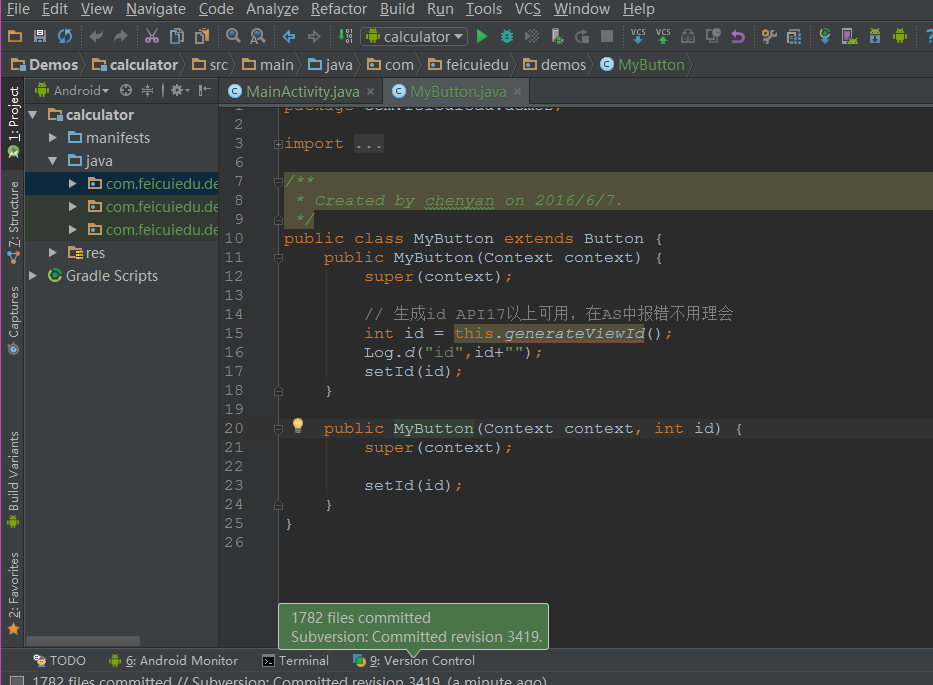 File Edit View Navigate Code Analyze Refactor Build Run Tools VCS Window Help
calculator
VCS VCS
Demos calculator src main java com feicuiedu demos MyButton
Android
MainActivity.java MyButton.java
1: Project
7: Structure
Captures
Build Variants
2: Favorites
calculator
manifests
java
com.feicuiedu.de
com.feicuiedu.de
com.feicuiedu.de
res
Gradle Scripts
2
3 import ...
6
7 /**
8 * Created by chenyan on 2016/6/7.
9 */
10 public class MyButton extends Button {
11 public MyButton(Context context) {
12 super(context);
13
14 // 生成id API17以上可用，在AS中报错不用理会
15 int id = this.generateViewId();
16 Log.d("id",id+"");
17 setId(id);
18 }
19
20 public MyButton(Context context, int id) {
21 super(context);
22
23 setId(id);
24 }
25 }
26
1782 files committed
Subversion: Committed revision 3419.
TODO 6: Android Monitor Terminal 9: Version Control
1782 files committed // Subversion: Committed revision 3419. (a minute ago)